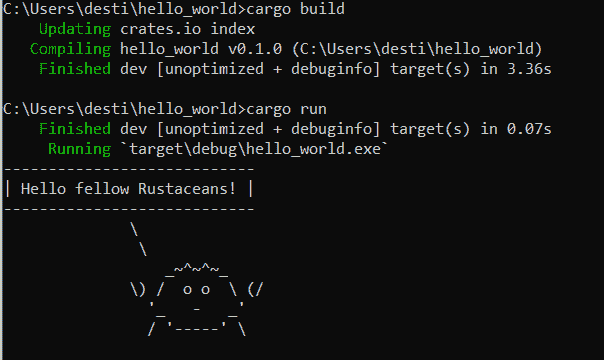 C:\Users\desti\hello_world>cargo build
    Updating crates.io index
   Compiling hello_world v0.1.0 (C:\Users\desti\hello_world)
    Finished dev [unoptimized + debuginfo] target(s) in 3.36s

C:\Users\desti\hello_world>cargo run
    Finished dev [unoptimized + debuginfo] target(s) in 0.07s
     Running `target\debug\hello_world.exe`
----------------------------
| Hello fellow Rustaceans! |
----------------------------
              \
               \
                  _~^~^~_
              \) /  o o  \ (/
                '_   -   _'
                / '-----' \